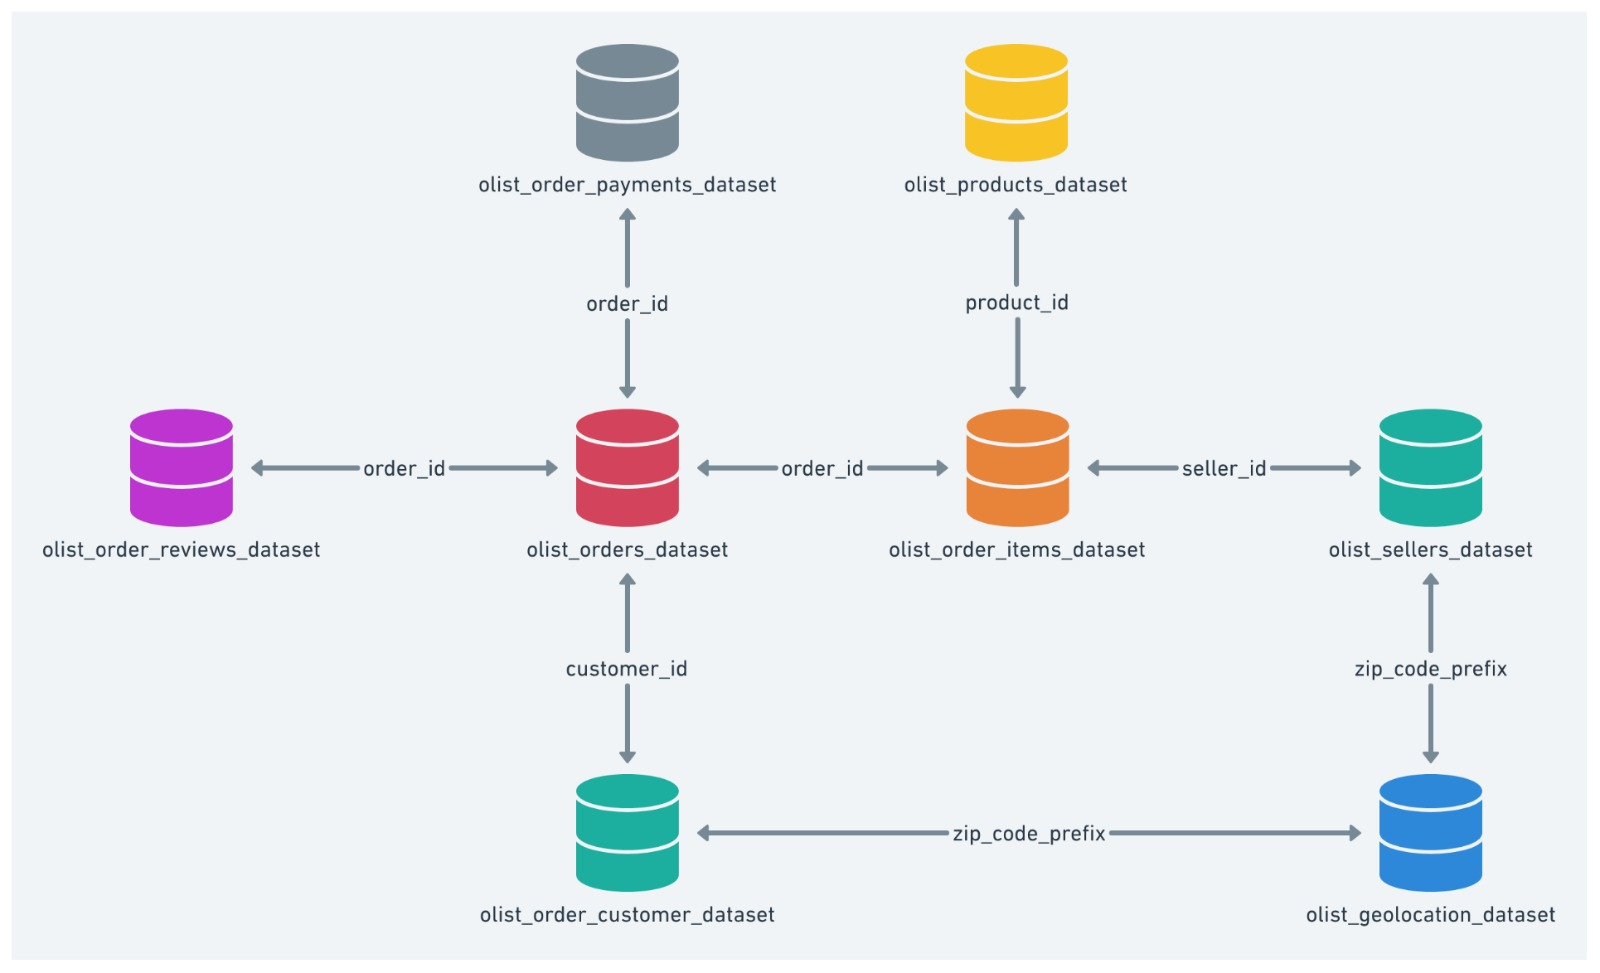 olist_order_payments_dataset
olist_products_dataset
order_id
product_id
order_id
order_id
seller_id
olist_order_reviews_dataset
olist_orders_dataset
olist_order_items_dataset
olist_sellers_dataset
customer_id
zip_code_prefix
zip_code_prefix
olist_order_customer_dataset
olist_geolocation_dataset